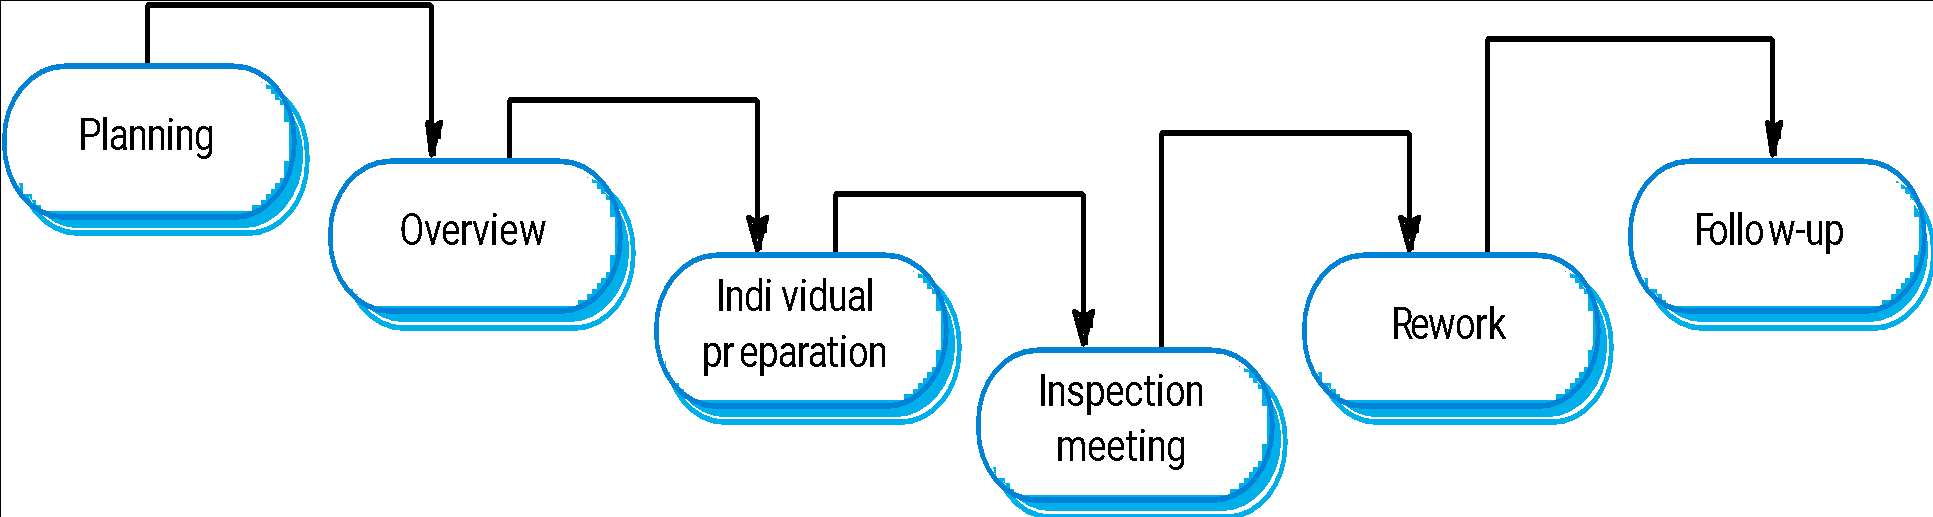 Planning
Overview
Indi vidual
pr eparation
Inspection
meeting
Rework
Follo w-up